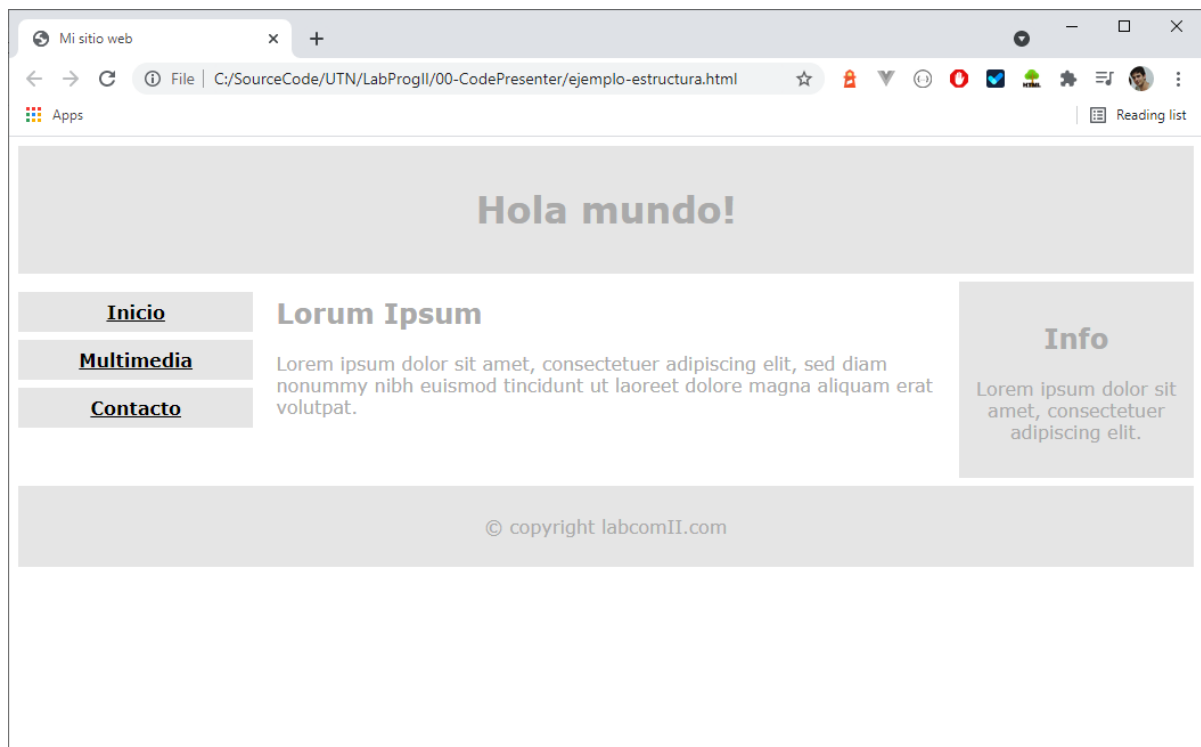 Mi sitio web
File
C:/SourceCode/UTN/LabProgII/00-CodePresenter/ejemplo-estructura.html
HTML
Apps
Reading list
Hola mundo!
Inicio
Multimedia
Contacto
Lorum Ipsum
Lorem ipsum dolor sit amet, consectetuer adipiscing elit, sed diam
nonummy nibh euismod tincidunt ut laoreet dolore magna aliquam erat
volutpat.
Info
Lorem ipsum dolor sit
amet, consectetuer
adipiscing elit.
© copyright labcomII.com